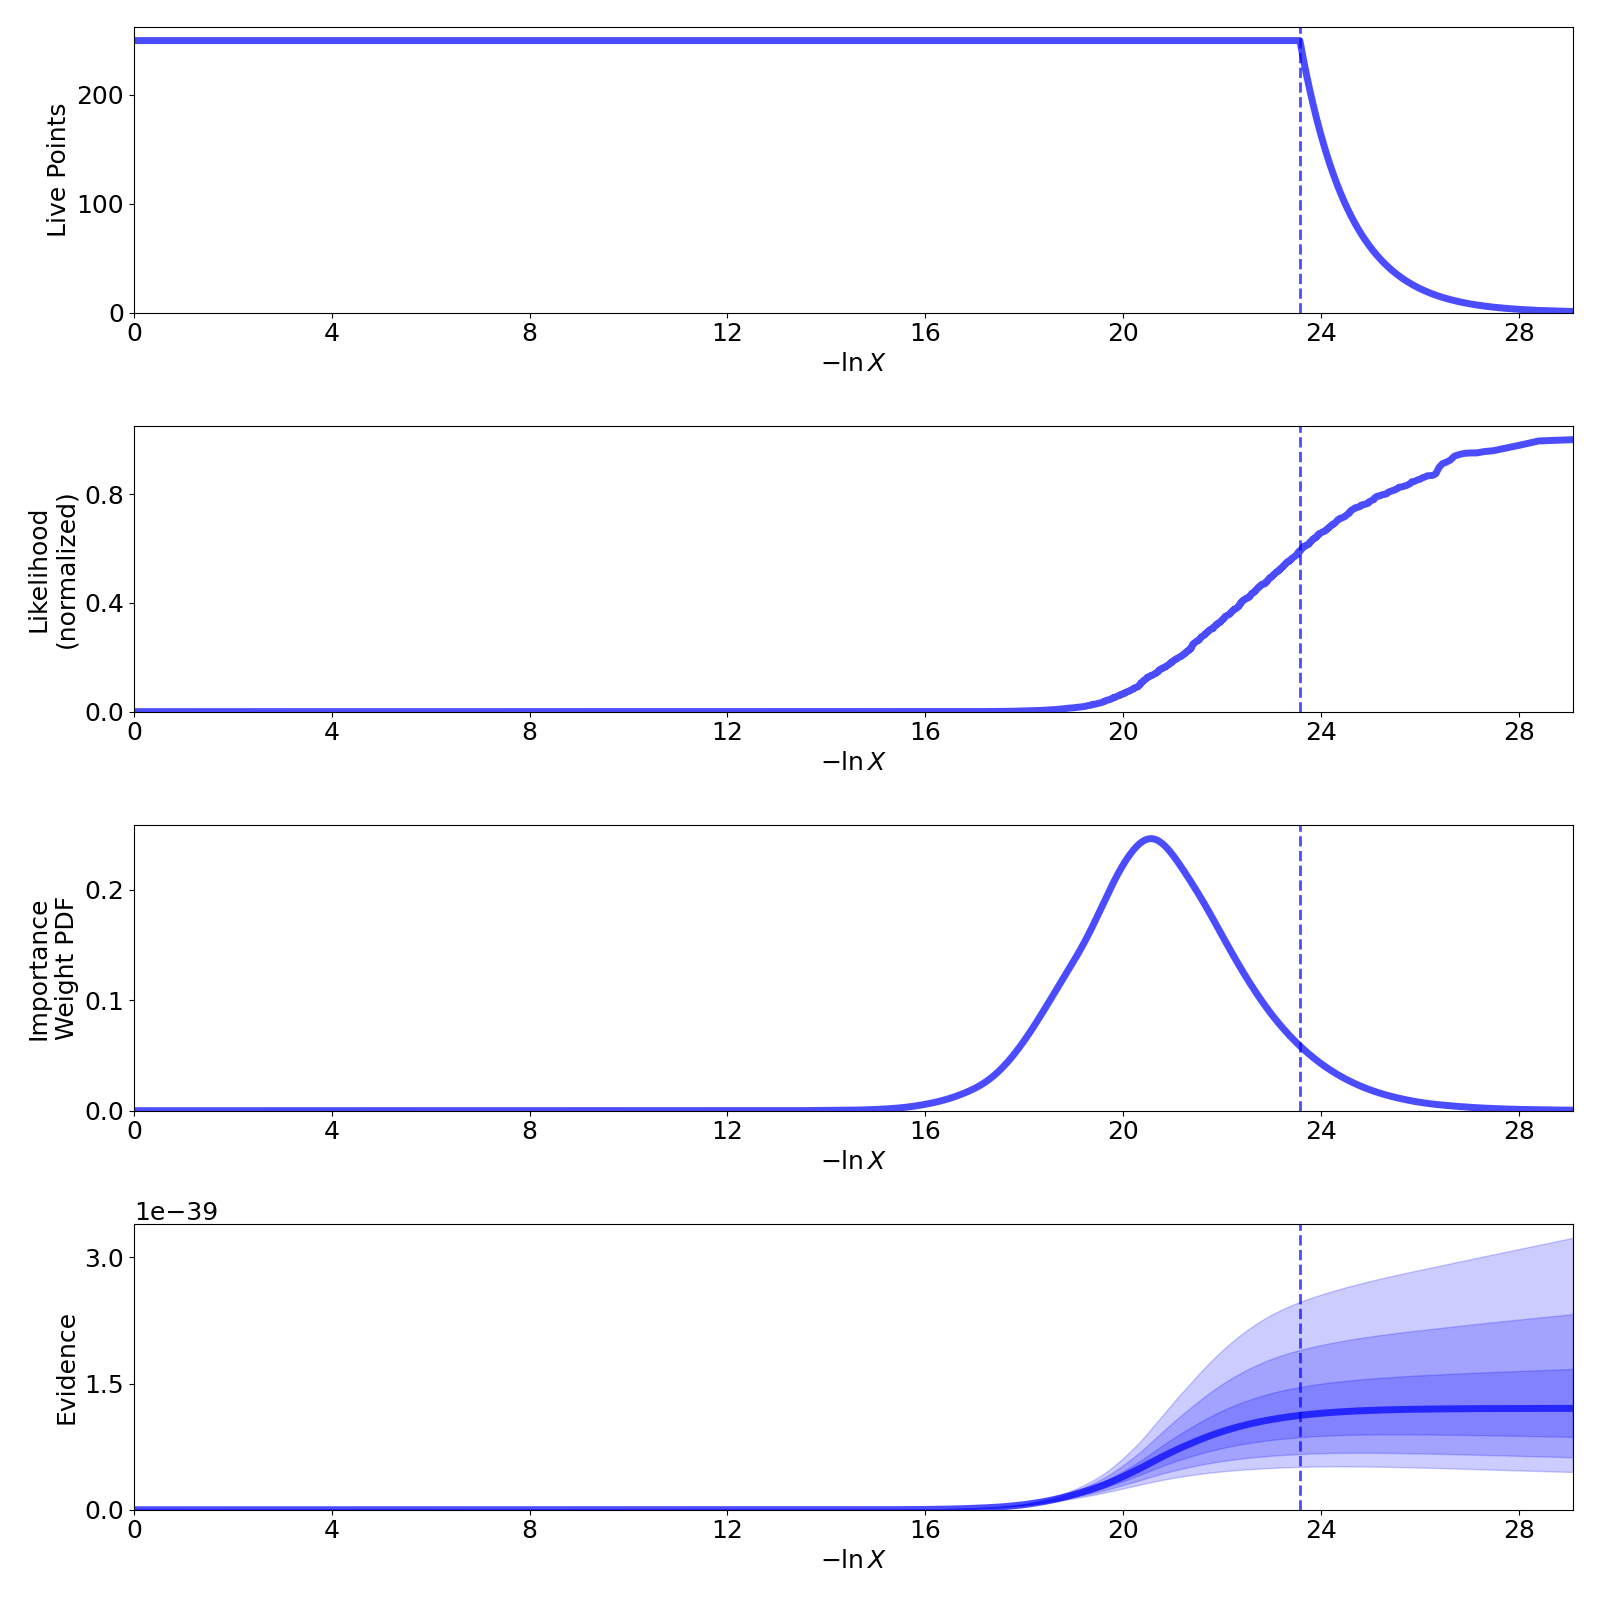 Live Points
200
100
0
0 4 8 12 16 20 24 28
−ln X
Likelihood
(normalized)
0.8
0.4
0.0
0 4 8 12 16 20 24 28
−ln X
Importance
Weight PDF
0.2
0.1
0.0
0 4 8 12 16 20 24 28
−ln X
1e−39
Evidence
3.0
1.5
0.0
0 4 8 12 16 20 24 28
−ln X